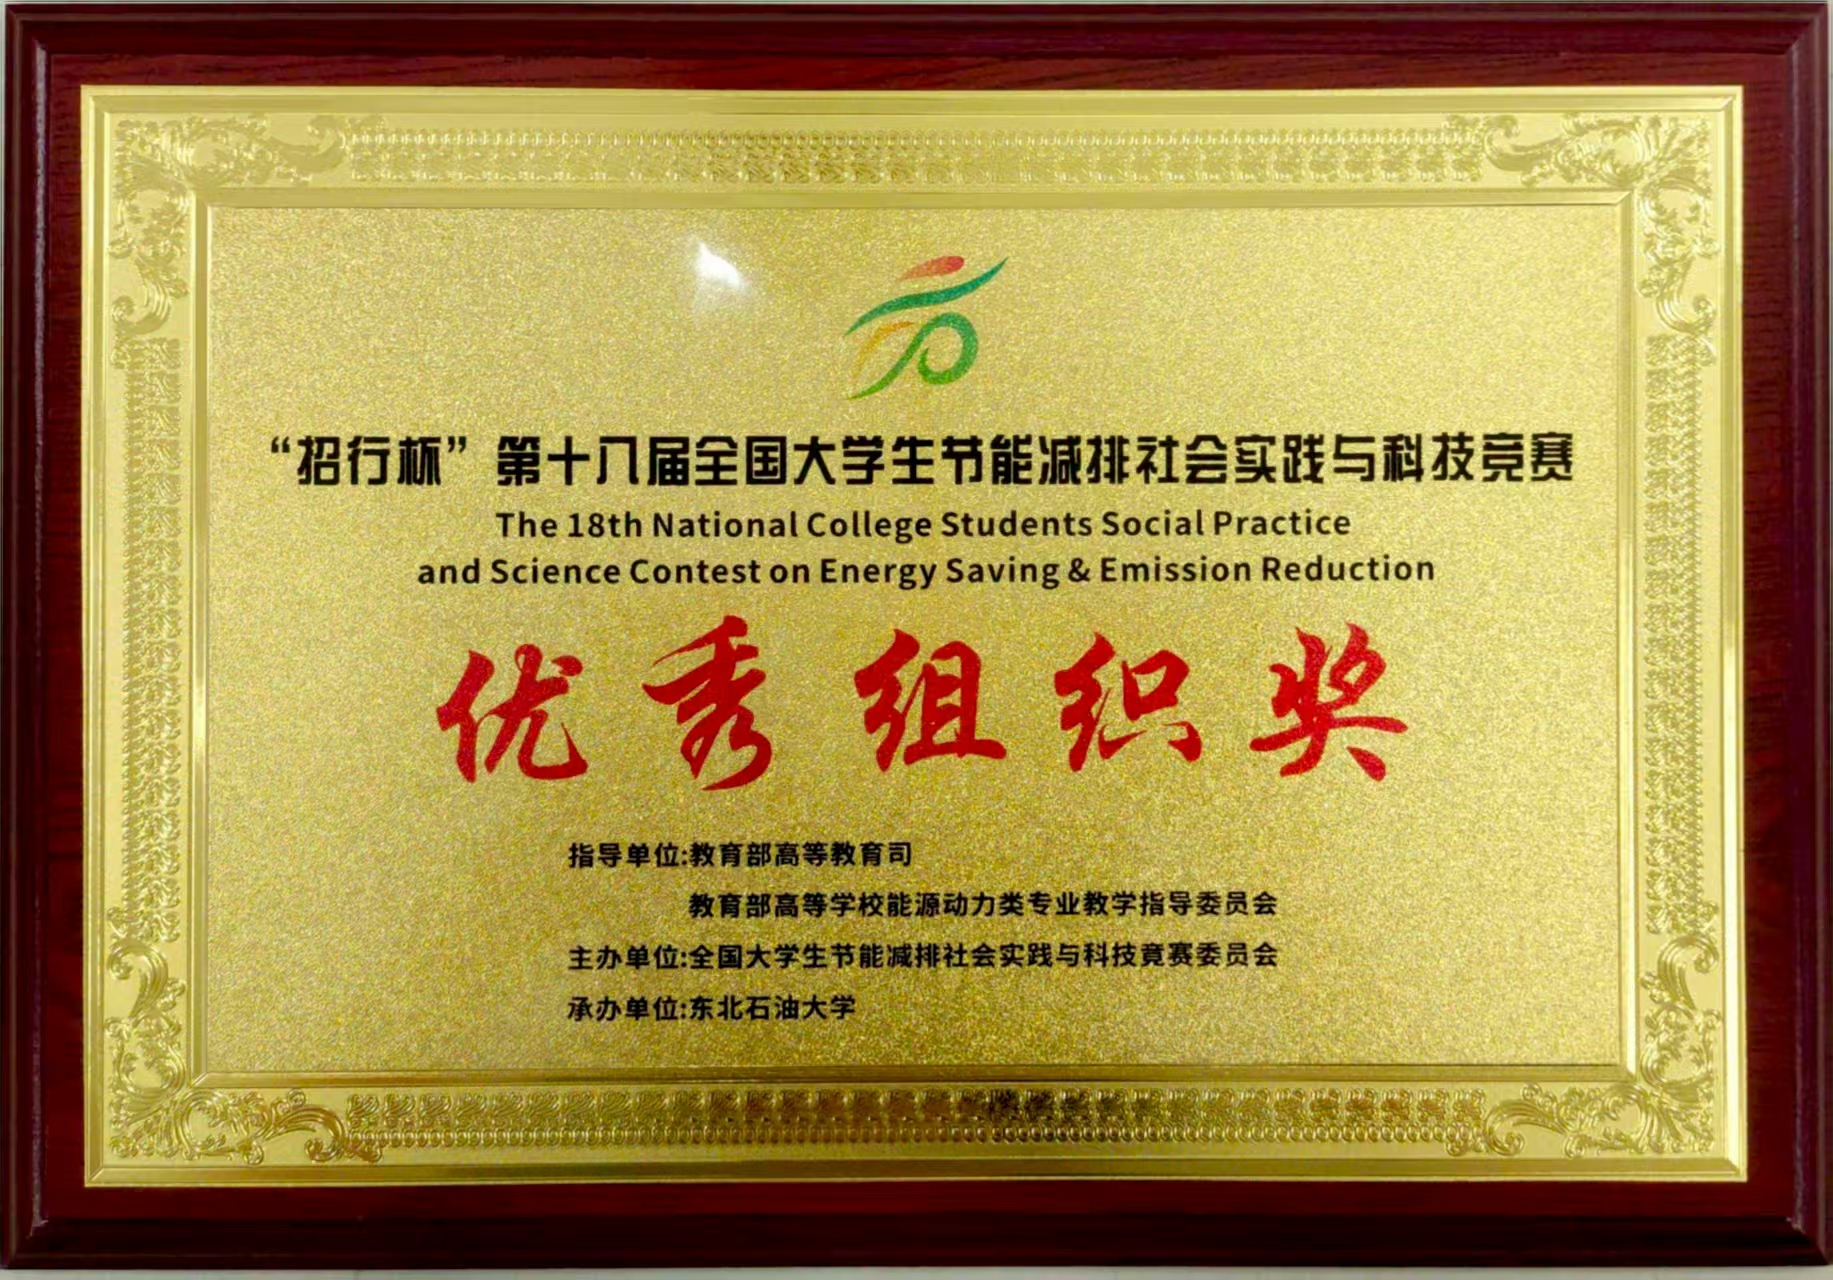 “招行杯”第十八届全国大学生节能减排社会实践与科技竞赛
The 18th National College Students Social Practice
and Science Contest on Energy Saving & Emission Reduction
优秀组织奖
指导单位:教育部高等教育司
教育部高等学校能源动力类专业教学指导委员会
主办单位:全国大学生节能减排社会实践与科技竞赛委员会
承办单位:东北石油大学